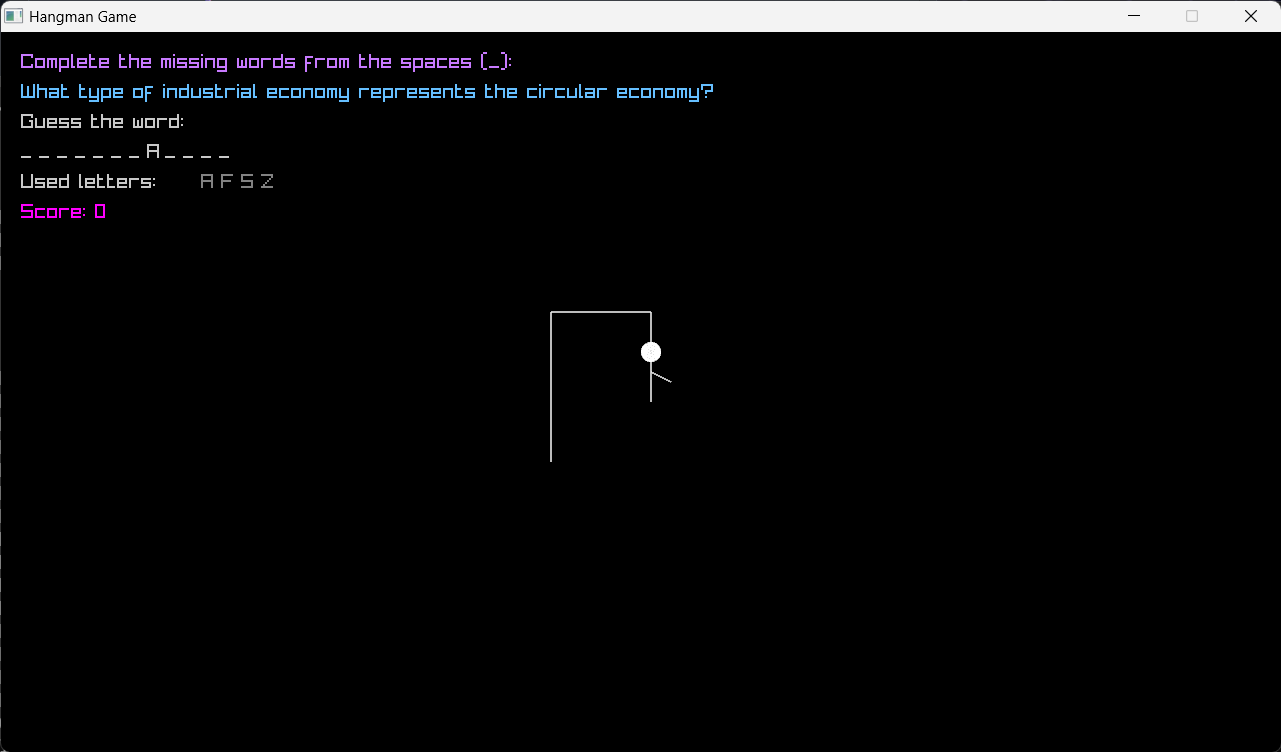 Hangman Game
Complete the missing words from the spaces (_):
What type of industrial economy represents the circular economy?
Guess the word:
_ _ _ _ _ _ _ A _ _ _ _
Used letters: A F S Z
Score: 0